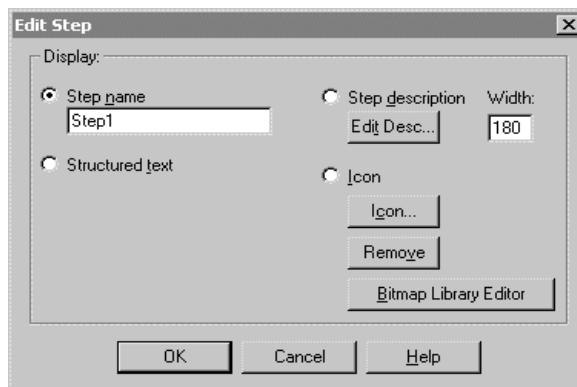 Edit Step
Display:
Step name
Step1
Step description
Width:
Edit Desc...
180
Structured text
Icon
Icon...
Remove
Bitmap Library Editor
OK
Cancel
Help